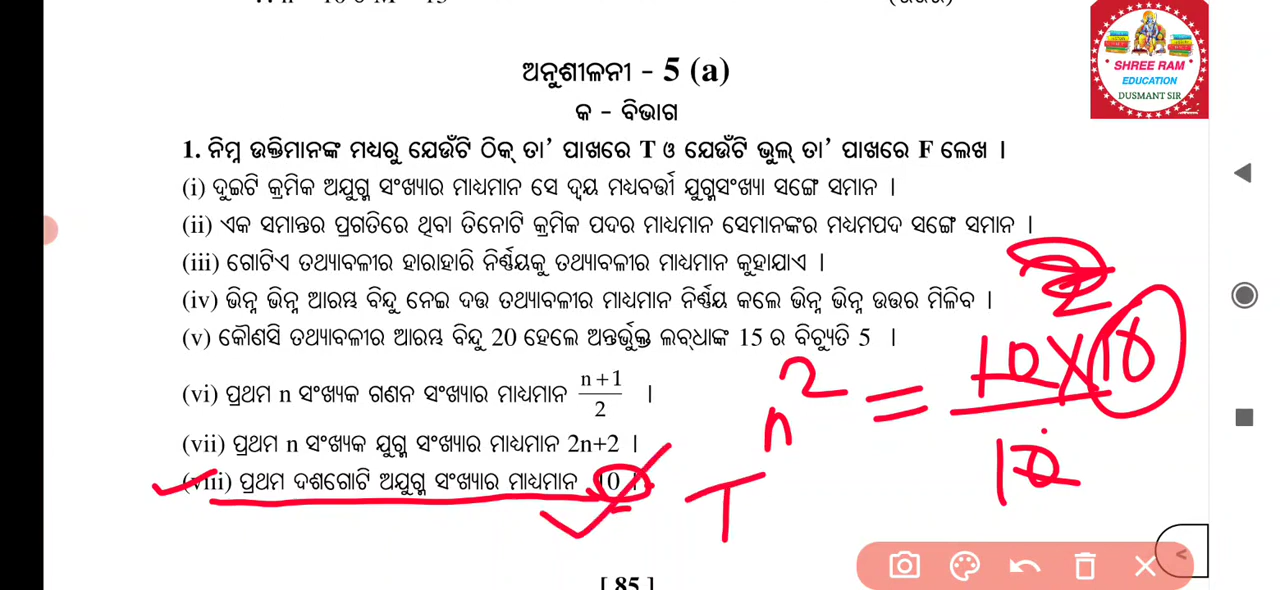 ଅନୁଶୀଳନୀ - 5 (a)
କ - ବିଭାଗ
1. ନିମ୍ନ ଉକ୍ତିମାନଙ୍କ ମଧ୍ୟରୁ ଯେଉଁଟି ଠିକ୍ ତା’ ପାଖରେ T ଓ ଯେଉଁଟି ଭୁଲ୍ ତା’ ପାଖରେ F ଲେଖ ।
(i) ଦୁଇଟି କ୍ରମିକ ଅଯୁଗ୍ମ ସଂଖ୍ୟାର ମାଧ୍ୟମାନ ସେ ଦ୍ୱୟ ମଧ୍ୟବର୍ତ୍ତୀ ଯୁଗ୍ମସଂଖ୍ୟା ସଙ୍ଗେ ସମାନ ।
(ii) ଏକ ସମାନ୍ତର ପ୍ରଗତିରେ ଥିବା ତିନୋଟି କ୍ରମିକ ପଦର ମାଧ୍ୟମାନ ସେମାନଙ୍କର ମଧ୍ୟମପଦ ସଙ୍ଗେ ସମାନ ।
(iii) ଗୋଟିଏ ତଥ୍ୟାବଳୀର ହାରାହାରି ନିର୍ଣ୍ଣୟକୁ ତଥ୍ୟାବଳୀର ମାଧ୍ୟମାନ କୁହାଯାଏ ।
(iv) ଭିନ୍ନ ଭିନ୍ନ ଆରମ୍ଭ ବିନ୍ଦୁ ନେଇ ଦତ୍ତ ତଥ୍ୟାବଳୀର ମାଧ୍ୟମାନ ନିର୍ଣ୍ଣୟ କଲେ ଭିନ୍ନ ଭିନ୍ନ ଉତ୍ତର ମିଳିବ ।
(v) କୌଣସି ତଥ୍ୟାବଳୀର ଆରମ୍ଭ ବିନ୍ଦୁ 20 ହେଲେ ଅନ୍ତର୍ଭୁକ୍ତ ଲବ୍ଧାଙ୍କ 15 ର ବିଚ୍ୟୁତି 5 ।
(vi) ପ୍ରଥମ n ସଂଖ୍ୟକ ଗଣନ ସଂଖ୍ୟାର ମାଧ୍ୟମାନ n+1/2 ।
(vii) ପ୍ରଥମ n ସଂଖ୍ୟକ ଯୁଗ୍ମ ସଂଖ୍ୟାର ମାଧ୍ୟମାନ 2n+2 ।
(viii) ପ୍ରଥମ ଦଶଗୋଟି ଅଯୁଗ୍ମ ସଂଖ୍ୟାର ମାଧ୍ୟମାନ 10 ।
T
n² = 10×10/10
[ 85 ]
SHREE RAM
EDUCATION
DUSMANT SIR